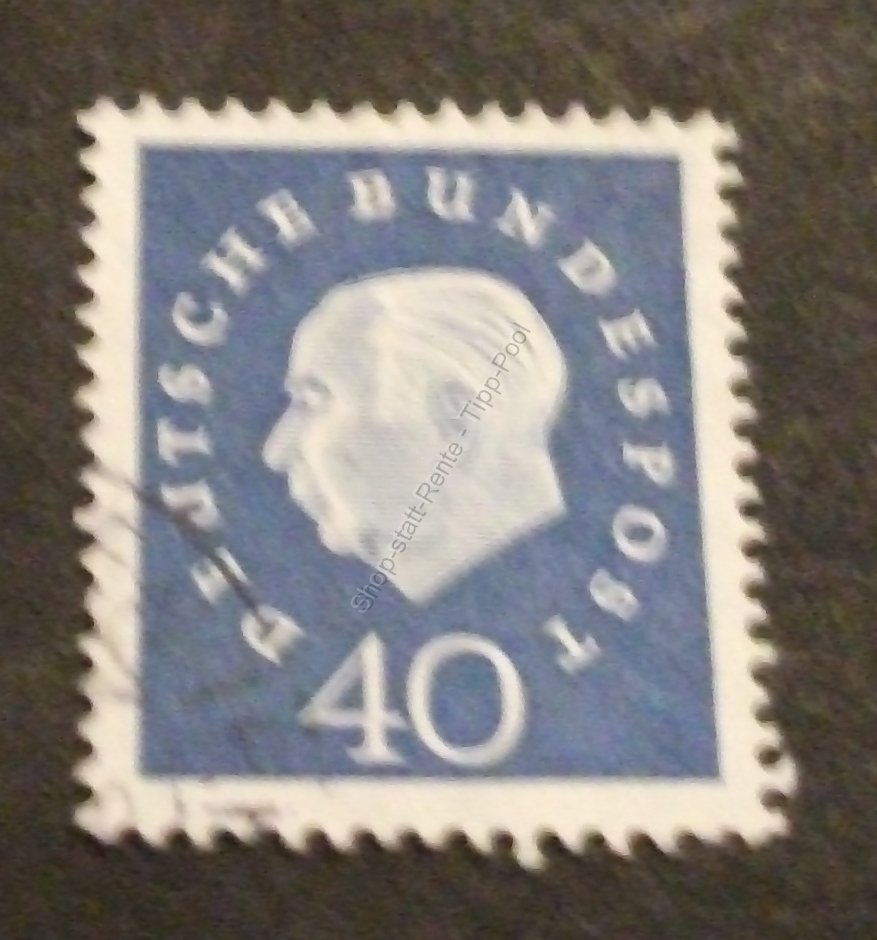 DEUTSCHE BUNDESPOST
Shop-statt-Rente - Tipp-Pool
40